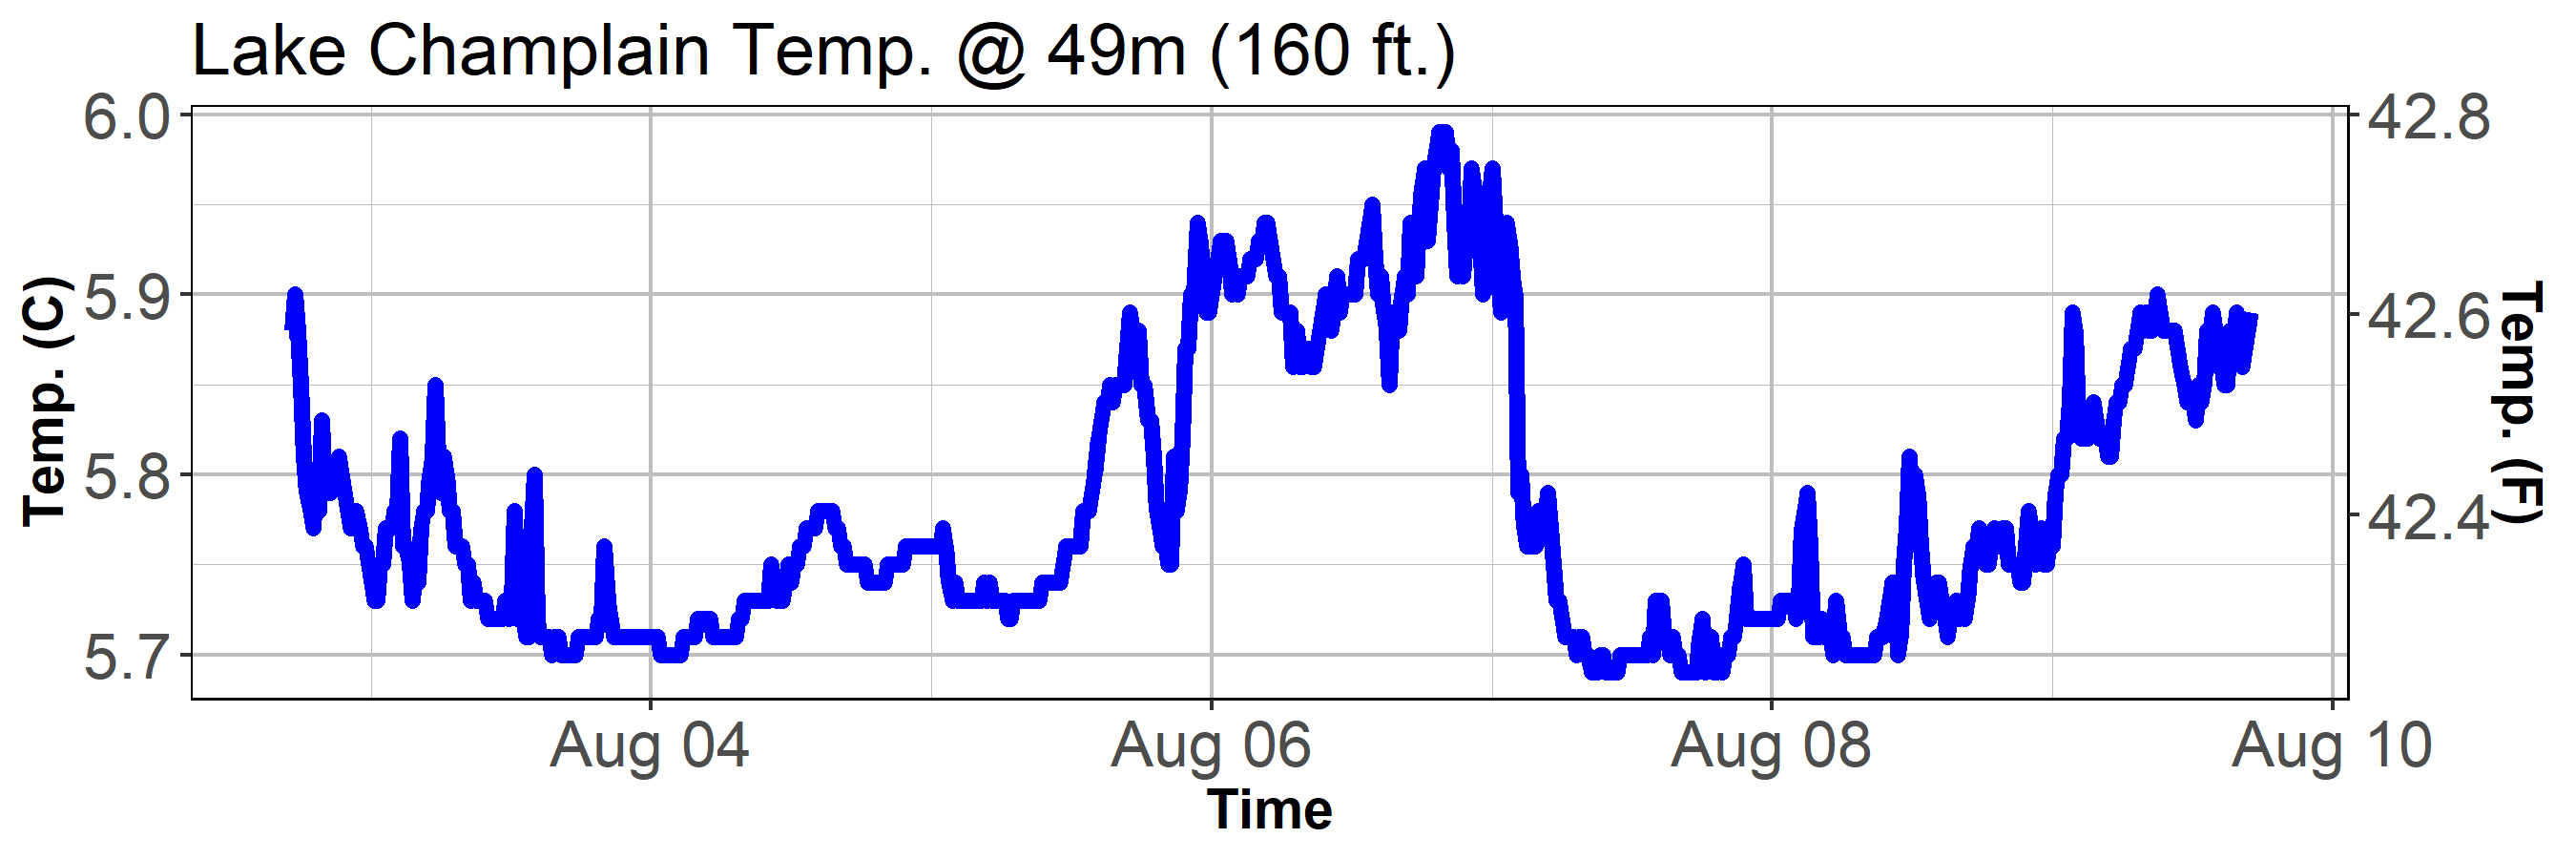 Lake Champlain Temp. @ 49m (160 ft.)
6.0
5.9
5.8
5.7
Temp. (C)
42.8
42.6
42.4
Temp. (F)
Aug 04 Aug 06 Aug 08 Aug 10
Time